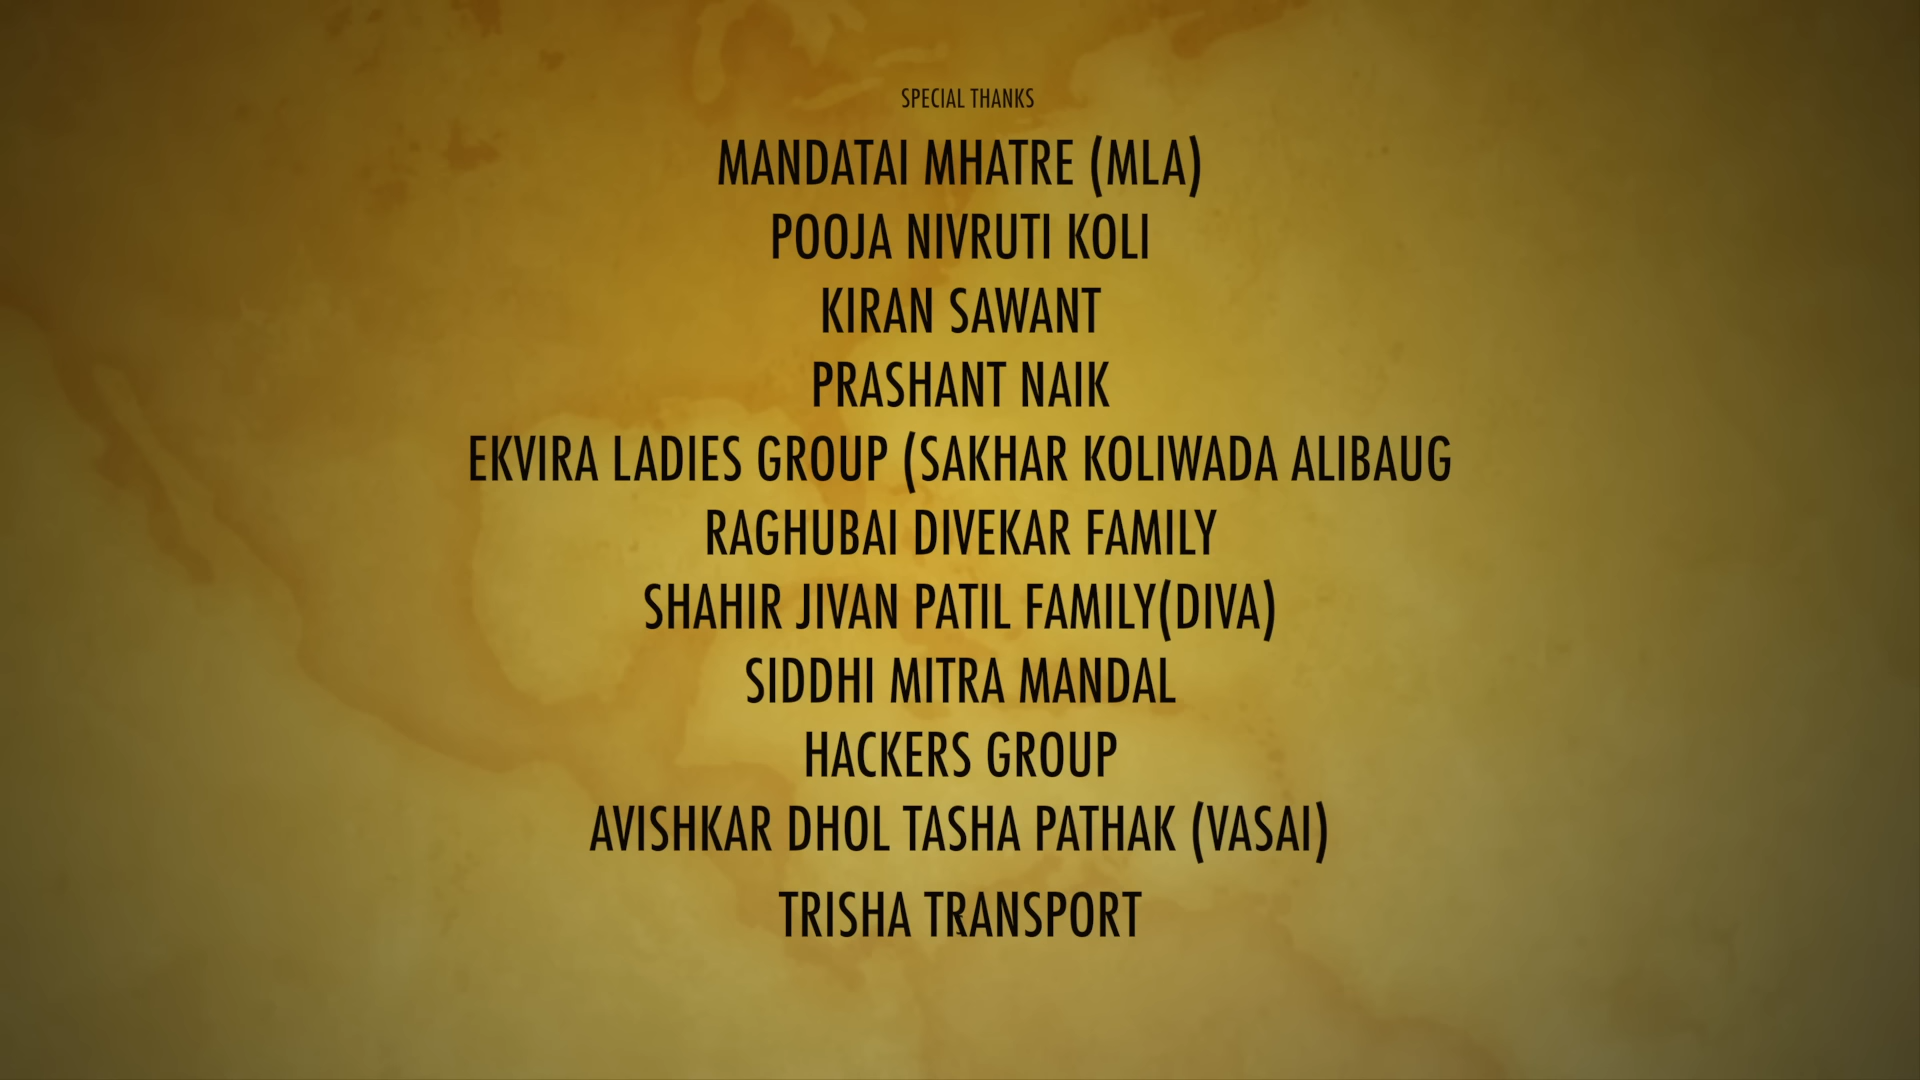 SPECIAL THANKS
MANDATAI MHATRE (MLA)
POOJA NIVRUTI KOLI
KIRAN SAWANT
PRASHANT NAIK
EKVIRA LADIES GROUP (SAKHAR KOLIWADA ALIBAUG
RAGHUBAI DIVEKAR FAMILY
SHAHIR JIVAN PATIL FAMILY(DIVA)
SIDDHI MITRA MANDAL
HACKERS GROUP
AVISHKAR DHOL TASHA PATHAK (VASAI)
TRISHA TRANSPORT